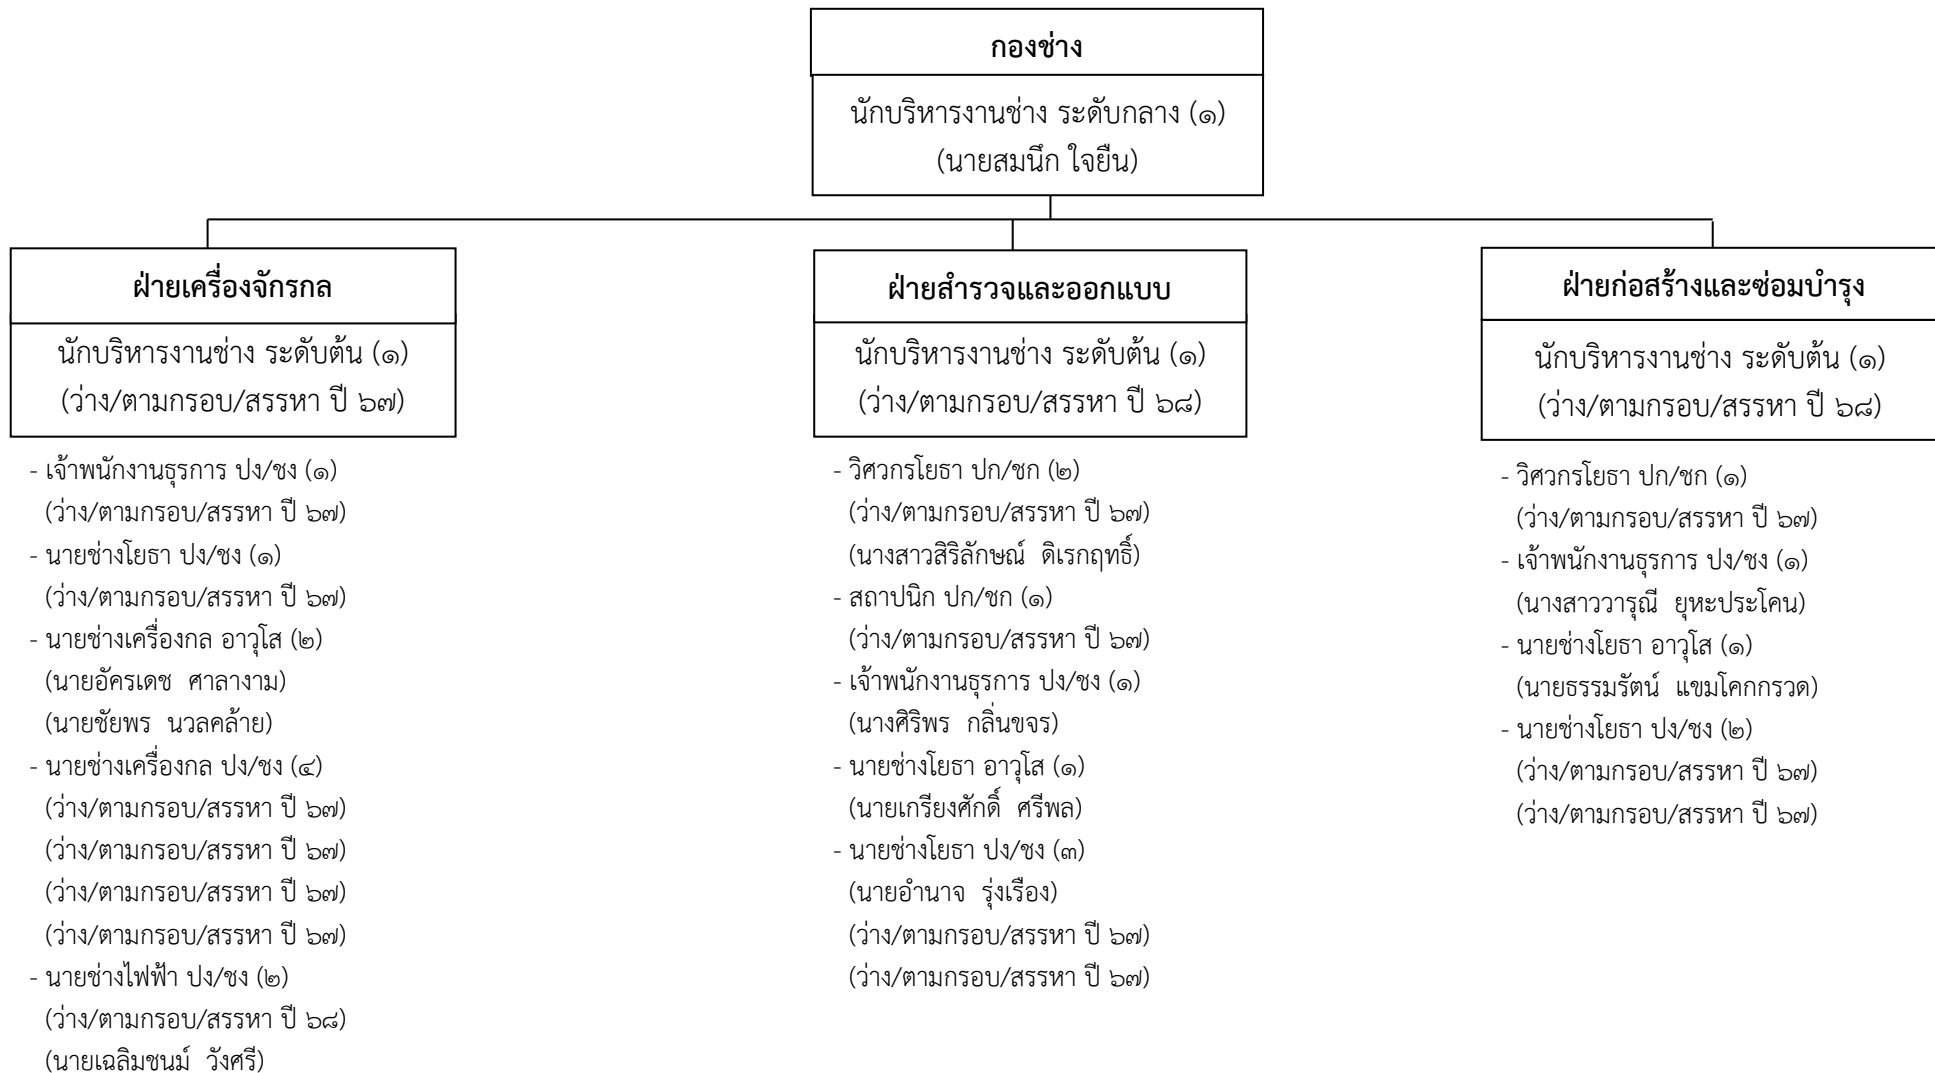 กองช่าง
นักบริหารงานช่าง ระดับกลาง (๑)
(นายสมนึก ใจยืน)
ฝ่ายเครื่องจักรกล
นักบริหารงานช่าง ระดับต้น (๑)
(ว่าง/ตามกรอบ/สรรหา ปี ๖๗)
- เจ้าพนักงานธุรการ ปง/ชง (๑)
(ว่าง/ตามกรอบ/สรรหา ปี ๖๗)
- นายช่างโยธา ปง/ชง (๑)
(ว่าง/ตามกรอบ/สรรหา ปี ๖๗)
- นายช่างเครื่องกล อาวุโส (๒)
(นายอัครเดช ศาลางาม)
(นายชัยพร นวลคล้าย)
- นายช่างเครื่องกล ปง/ชง (๔)
(ว่าง/ตามกรอบ/สรรหา ปี ๖๗)
(ว่าง/ตามกรอบ/สรรหา ปี ๖๗)
(ว่าง/ตามกรอบ/สรรหา ปี ๖๗)
(ว่าง/ตามกรอบ/สรรหา ปี ๖๗)
- นายช่างไฟฟ้า ปง/ชง (๒)
(ว่าง/ตามกรอบ/สรรหา ปี ๖๘)
(นายเฉลิมชนม์ วังศรี)
ฝ่ายสำรวจและออกแบบ
นักบริหารงานช่าง ระดับต้น (๑)
(ว่าง/ตามกรอบ/สรรหา ปี ๖๘)
- วิศวกรโยธา ปก/ชก (๒)
(ว่าง/ตามกรอบ/สรรหา ปี ๖๗)
(นางสาวสิริลักษณ์ ดิเรกฤทธิ์)
- สถาปนิก ปก/ชก (๑)
(ว่าง/ตามกรอบ/สรรหา ปี ๖๗)
- เจ้าพนักงานธุรการ ปง/ชง (๑)
(นางศิริพร กลิ่นขจร)
- นายช่างโยธา อาวุโส (๑)
(นายเกรียงศักดิ์ ศรีพล)
- นายช่างโยธา ปง/ชง (๓)
(นายอำนาจ รุ่งเรือง)
(ว่าง/ตามกรอบ/สรรหา ปี ๖๗)
(ว่าง/ตามกรอบ/สรรหา ปี ๖๗)
ฝ่ายก่อสร้างและซ่อมบำรุง
นักบริหารงานช่าง ระดับต้น (๑)
(ว่าง/ตามกรอบ/สรรหา ปี ๖๘)
- วิศวกรโยธา ปก/ชก (๑)
(ว่าง/ตามกรอบ/สรรหา ปี ๖๗)
- เจ้าพนักงานธุรการ ปง/ชง (๑)
(นางสาววารุณี ยุหะประโคน)
- นายช่างโยธา อาวุโส (๑)
(นายธรรมรัตน์ แขมโคกกรวด)
- นายช่างโยธา ปง/ชง (๒)
(ว่าง/ตามกรอบ/สรรหา ปี ๖๗)
(ว่าง/ตามกรอบ/สรรหา ปี ๖๗)